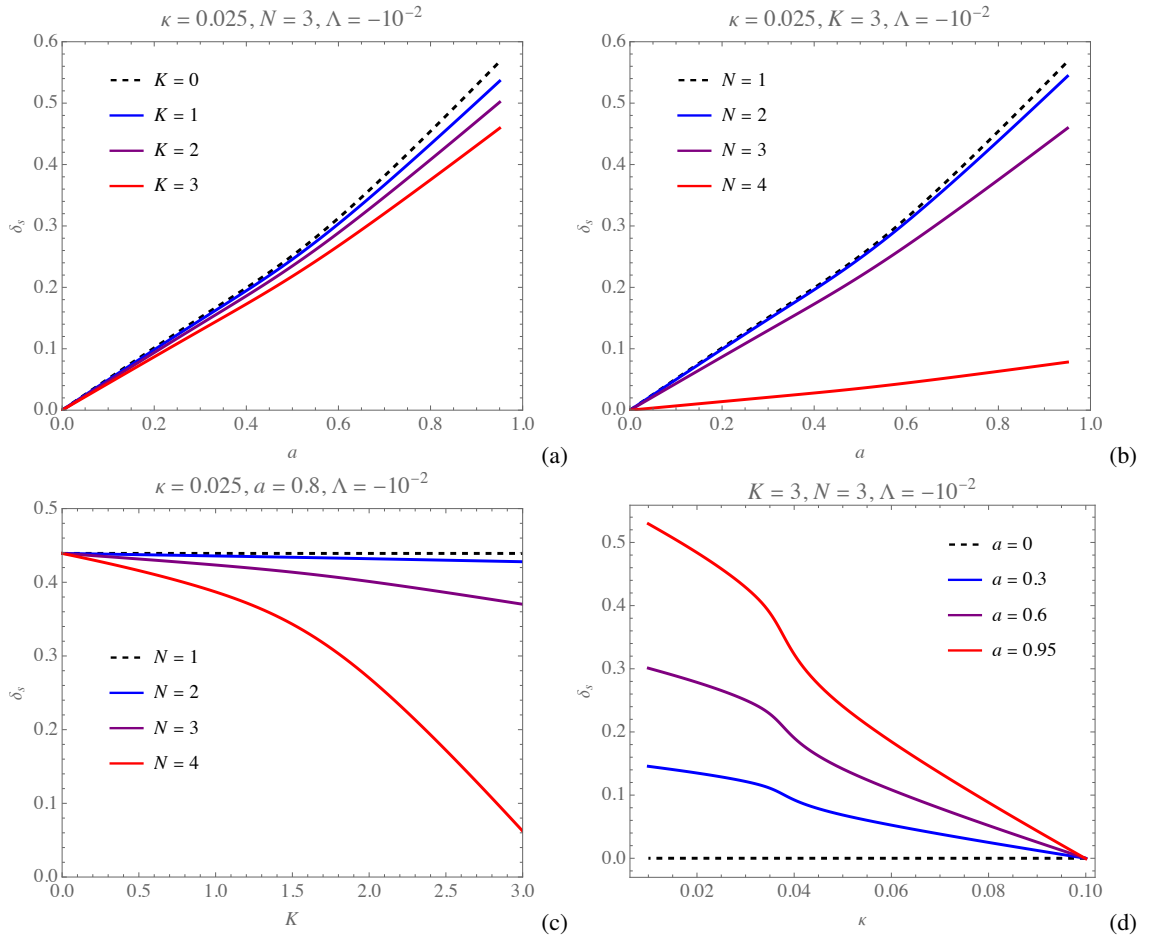 κ = 0.025, N = 3, Λ = −10⁻²
0.6
0.5
0.4
0.3
0.2
0.1
0.0
δₛ
K = 0
K = 1
K = 2
K = 3
0.0 0.2 0.4 0.6 0.8 1.0
a
(a)
κ = 0.025, K = 3, Λ = −10⁻²
0.6
0.5
0.4
0.3
0.2
0.1
0.0
δₛ
N = 1
N = 2
N = 3
N = 4
0.0 0.2 0.4 0.6 0.8 1.0
a
(b)
κ = 0.025, a = 0.8, Λ = −10⁻²
0.5
0.4
0.3
0.4
0.1
0.0
δₛ
N = 1
N = 2
N = 3
N = 4
0.0 0.5 1.0 1.5 2.0 2.5 3.0
K
(c)
K = 3, N = 3, Λ = −10⁻²
0.5
0.4
0.3
0.2
0.1
0.0
δₛ
a = 0
a = 0.3
a = 0.6
a = 0.95
0.02 0.04 0.06 0.08 0.10
κ
(d)